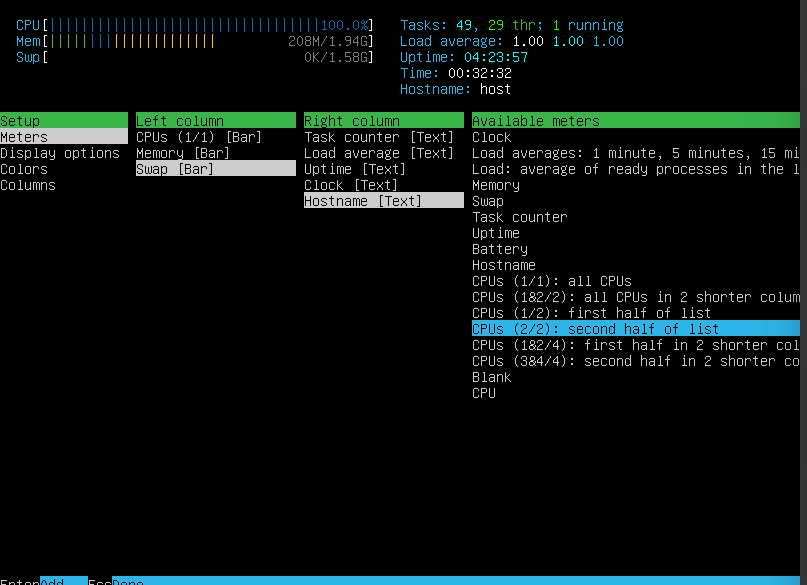 CPU[||||||||||||||||||||||||||||||||||100.0%] Tasks: 49, 29 thr; 1 running
Mem[||||||||||||||||||||| 208M/1.94G] Load average: 1.00 1.00 1.00
Swp[ 0K/1.58G] Uptime: 04:23:57
Time: 00:32:32
Hostname: host
Setup Left column Right column Available meters
Meters CPUs (1/1) [Bar] Task counter [Text] Clock
Display options Memory [Bar] Load average [Text] Load averages: 1 minute, 5 minutes, 15 mi
Colors Swap [Bar] Uptime [Text] Load: average of ready processes in the l
Columns Clock [Text] Memory
Hostname [Text] Swap
Task counter
Uptime
Battery
Hostname
CPUs (1/1): all CPUs
CPUs (1&2/2): all CPUs in 2 shorter colum
CPUs (1/2): first half of list
CPUs (2/2): second half of list
CPUs (1&2/4): first half in 2 shorter col
CPUs (3&4/4): second half in 2 shorter co
Blank
CPU
EnterAdd EscDone